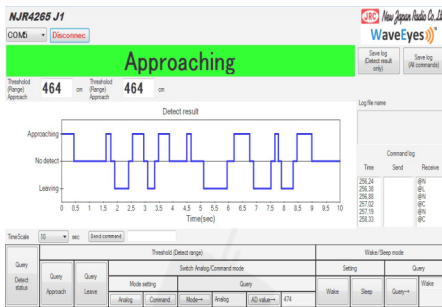 NJR4265 J1
JRC New Japan Radio Co.,Ltd
COM5 Disconnec
WaveEyes
Approaching
Save log (Detect result only)
Save log (All commands)
Threshold (Range) Approach 464 cm Threshold (Range) Approach 464 cm
Log file name
Detect result
Approaching
No detect
Leaving
0 0.5 1 1.5 2 2.5 3 3.5 4 4.5 5 5.5 6 6.5 7 7.5 8 8.5 9 9.5 10
Time(sec)
Command log
Time Send Receive
256,24 @N
256,38 @L
256,88 @N
257,02 @C
257,19 @N
258,33 @C
TimeScale 10 sec Send command
Threshold (Detect range)
Wake/Sleep mode
Query
Detect status
Query
Approach
Query
Leave
Switch Analog/Command mode
Mode setting Query
Analog Command Mode→ Analog AD value→ 474
Setting Query
Wake Sleep Query→ Wake